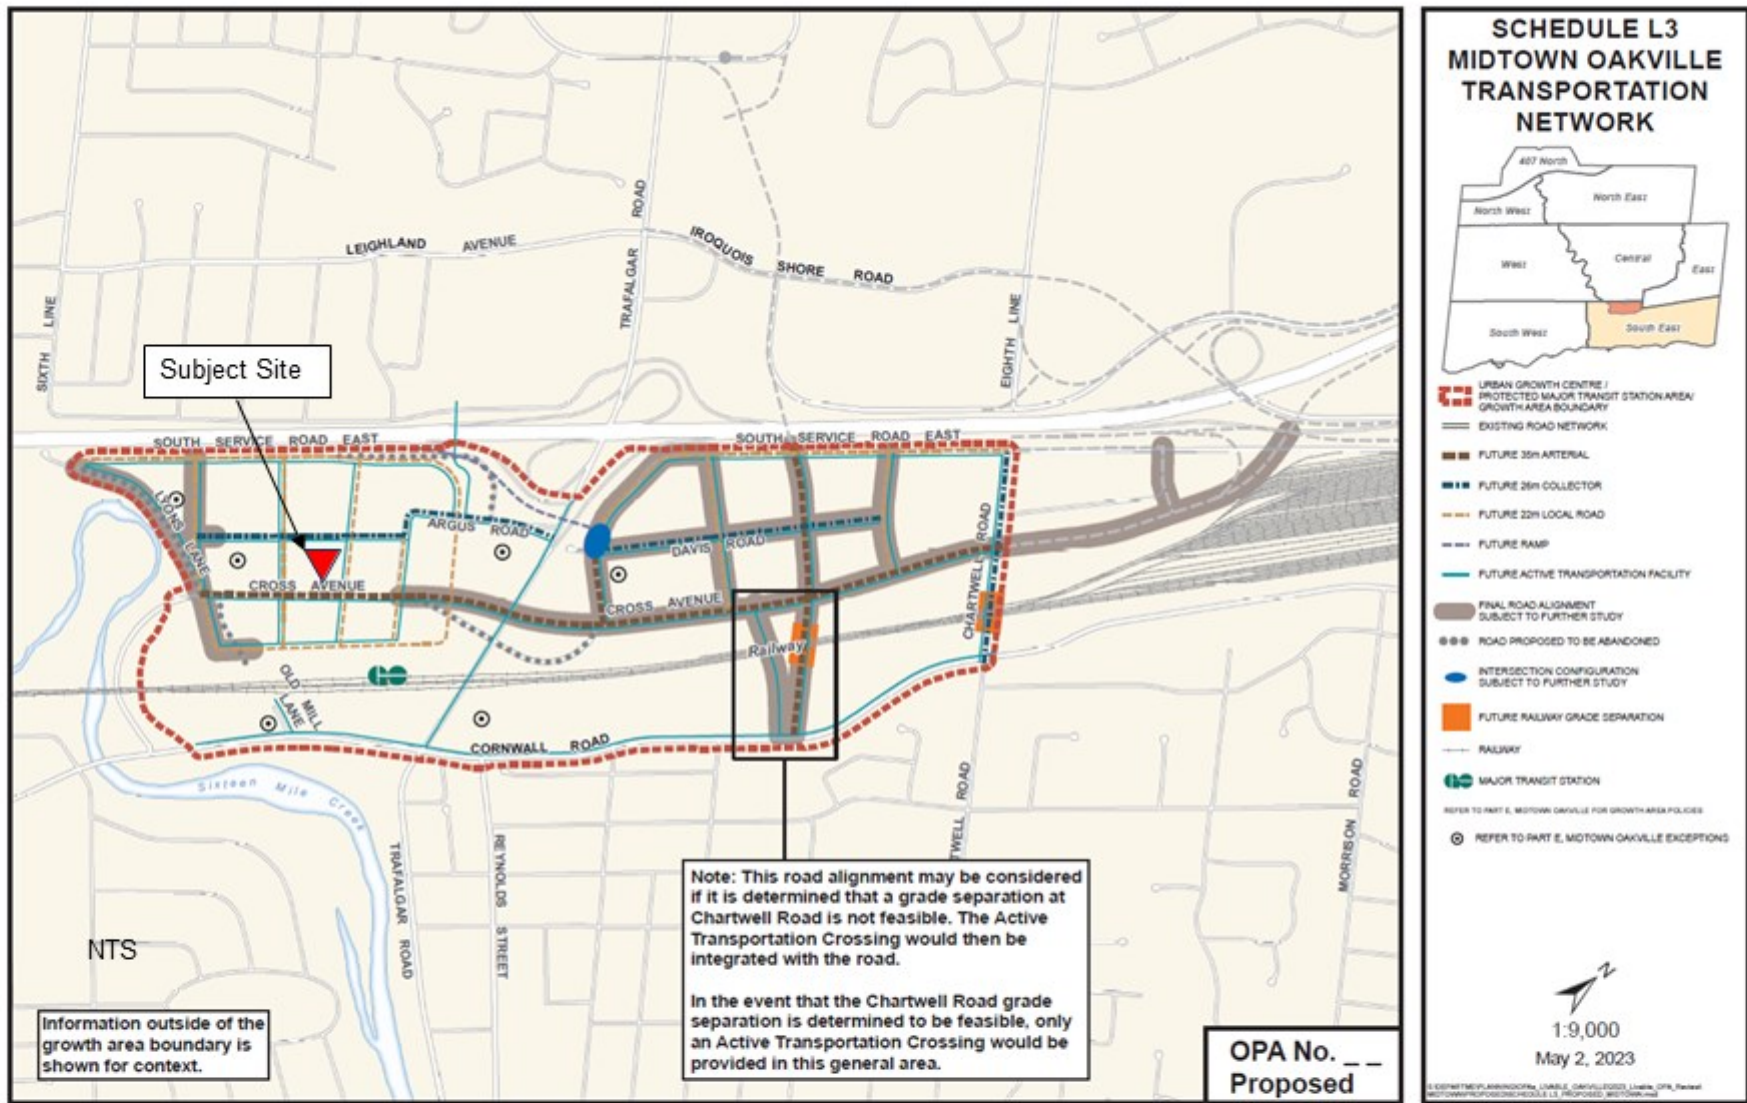 SCHEDULE L3
MIDTOWN OAKVILLE
TRANSPORTATION
NETWORK
407 North
North East
North West
West
Central
East
South West
South East
URBAN GROWTH CENTRE /
PROTECTED MAJOR TRANSIT STATION AREA/
GROWTH AREA BOUNDARY
EXISTING ROAD NETWORK
FUTURE 35m ARTERIAL
FUTURE 26m COLLECTOR
FUTURE 22m LOCAL ROAD
FUTURE RAMP
FUTURE ACTIVE TRANSPORTATION FACILITY
FINAL ROAD ALIGNMENT
SUBJECT TO FURTHER STUDY
ROAD PROPOSED TO BE ABANDONED
INTERSECTION CONFIGURATION
SUBJECT TO FURTHER STUDY
FUTURE RAILWAY GRADE SEPARATION
RAILWAY
GO
MAJOR TRANSIT STATION
REFER TO PART E, MIDTOWN OAKVILLE FOR GROWTH AREA POLICIES
REFER TO PART E, MIDTOWN OAKVILLE EXCEPTIONS
N
1:9,000
May 2, 2023
LEIGHLAND AVENUE
IROQUOIS SHORE ROAD
TRAFALGAR ROAD
SIXTH LINE
EIGHTH LINE
Subject Site
SOUTH SERVICE ROAD EAST
SOUTH SERVICE ROAD EAST
LYONS LANE
ARGUS ROAD
DAVIS ROAD
CROSS AVENUE
CROSS AVENUE
CHARTWELL ROAD
Railway
GO
OLD MILL LANE
CORNWALL ROAD
Sixteen Mile Creek
TRAFALGAR ROAD
REYNOLDS STREET
TWELL ROAD
MORRISON ROAD
Note: This road alignment may be considered
if it is determined that a grade separation at
Chartwell Road is not feasible. The Active
Transportation Crossing would then be
integrated with the road.
In the event that the Chartwell Road grade
separation is determined to be feasible, only
an Active Transportation Crossing would be
provided in this general area.
NTS
Information outside of the
growth area boundary is
shown for context.
OPA No. _ _
Proposed